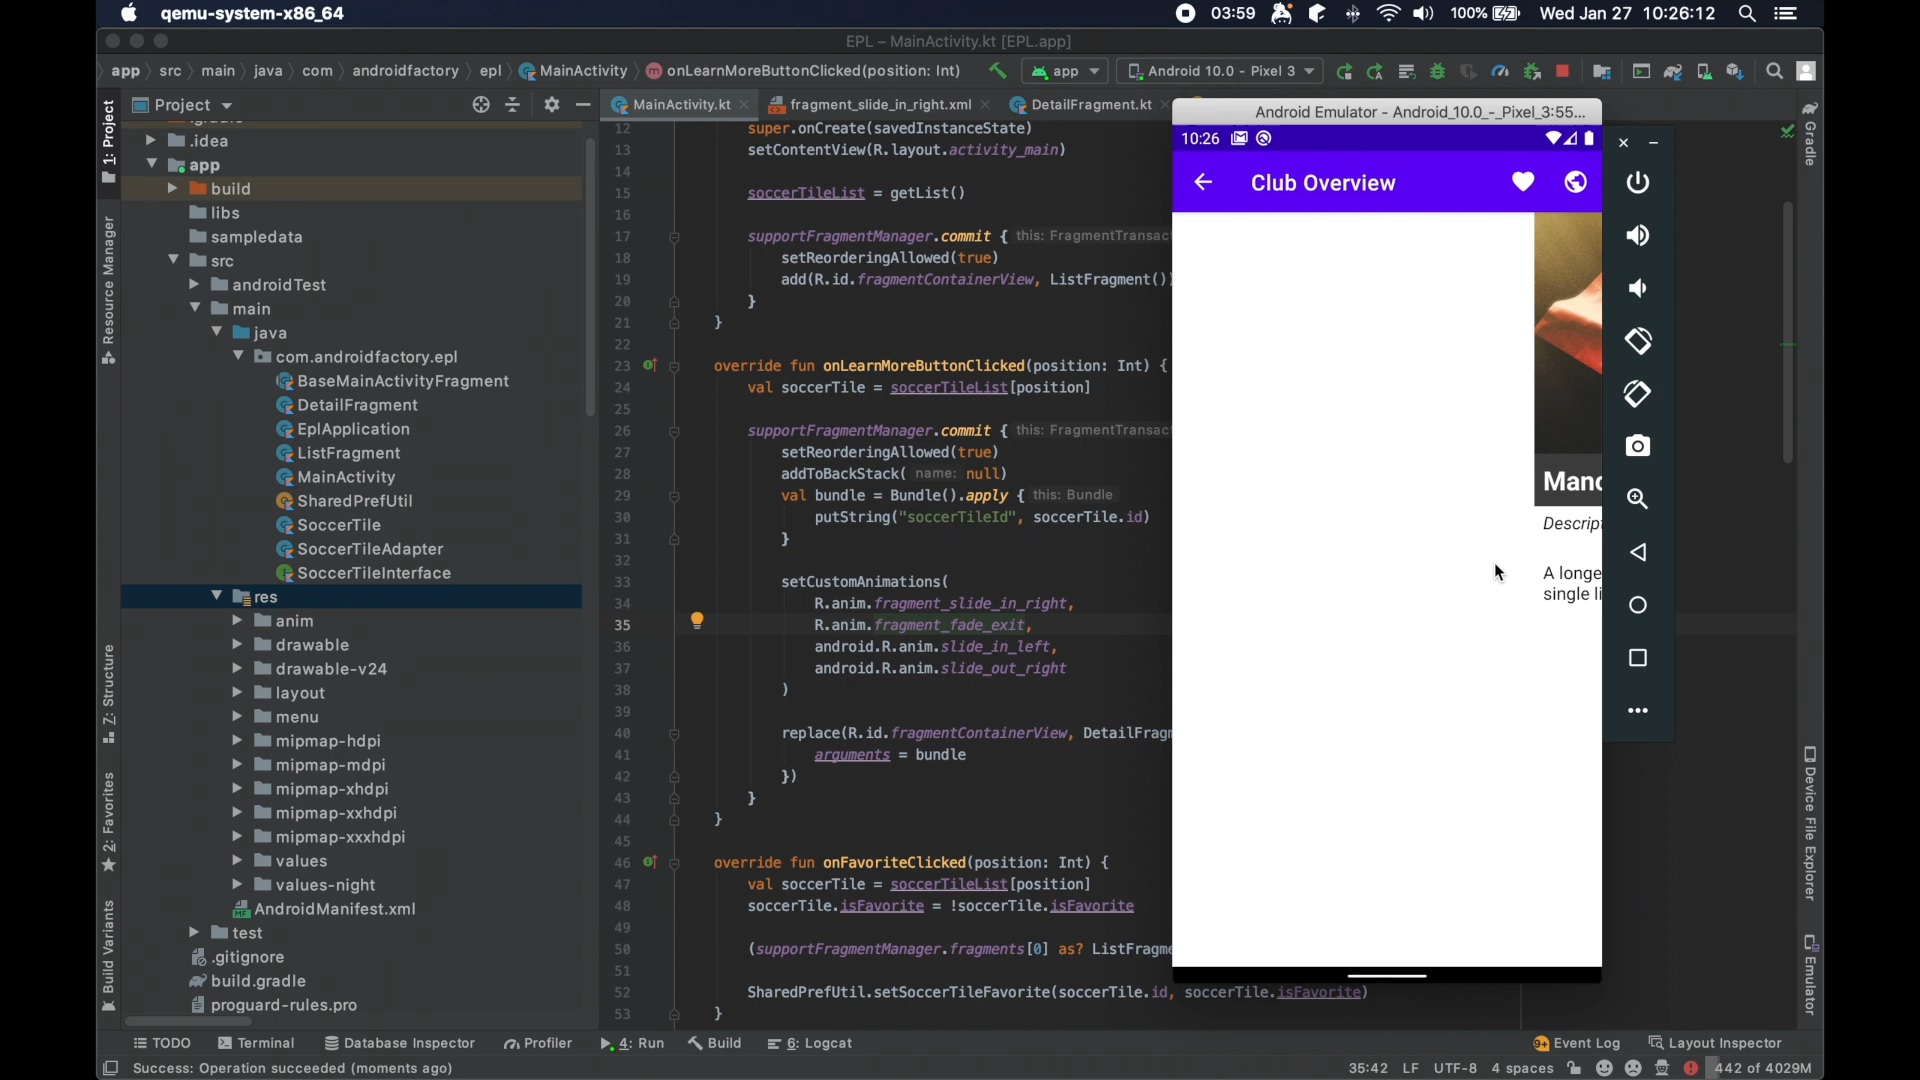 qemu-system-x86_64
03:59
100%
Wed Jan 27 10:26:12
EPL – MainActivity.kt [EPL.app]
app
src
main
java
com
androidfactory
epl
MainActivity
onLearnMoreButtonClicked(position: Int)
app
Android 10.0 - Pixel 3
Project
MainActivity.kt
fragment_slide_in_right.xml
DetailFragment.kt
1: Project
Resource Manager
Z: Structure
2: Favorites
Build Variants
.idea
app
build
libs
sampledata
src
androidTest
main
java
com.androidfactory.epl
BaseMainActivityFragment
DetailFragment
EplApplication
ListFragment
MainActivity
SharedPrefUtil
SoccerTile
SoccerTileAdapter
SoccerTileInterface
res
anim
drawable
drawable-v24
layout
menu
mipmap-hdpi
mipmap-mdpi
mipmap-xhdpi
mipmap-xxhdpi
mipmap-xxxhdpi
values
values-night
AndroidManifest.xml
test
.gitignore
build.gradle
proguard-rules.pro
12 super.onCreate(savedInstanceState)
13 setContentView(R.layout.activity_main)
14
15 soccerTileList = getList()
16
17 supportFragmentManager.commit { this: FragmentTransac
18 setReorderingAllowed(true)
19 add(R.id.fragmentContainerView, ListFragment())
20 }
21 }
22
23 override fun onLearnMoreButtonClicked(position: Int) {
24 val soccerTile = soccerTileList[position]
25
26 supportFragmentManager.commit { this: FragmentTransac
27 setReorderingAllowed(true)
28 addToBackStack( name: null)
29 val bundle = Bundle().apply { this: Bundle
30 putString("soccerTileId", soccerTile.id)
31 }
32
33 setCustomAnimations(
34 R.anim.fragment_slide_in_right,
35 R.anim.fragment_fade_exit,
36 android.R.anim.slide_in_left,
37 android.R.anim.slide_out_right
38 )
39
40 replace(R.id.fragmentContainerView, DetailFragm
41 arguments = bundle
42 })
43 }
44 }
45
46 override fun onFavoriteClicked(position: Int) {
47 val soccerTile = soccerTileList[position]
48 soccerTile.isFavorite = !soccerTile.isFavorite
49
50 (supportFragmentManager.fragments[0] as? ListFragme
51
52 SharedPrefUtil.setSoccerTileFavorite(soccerTile.id, soccerTile.isFavorite)
53 }
Android Emulator - Android_10.0_-_Pixel_3:55...
10:26
Club Overview
Manc
Descript
A longe
single li
Gradle
Device File Explorer
Emulator
TODO
Terminal
Database Inspector
Profiler
4: Run
Build
6: Logcat
9+ Event Log
Layout Inspector
Success: Operation succeeded (moments ago)
35:42
LF
UTF-8
4 spaces
442 of 4029M